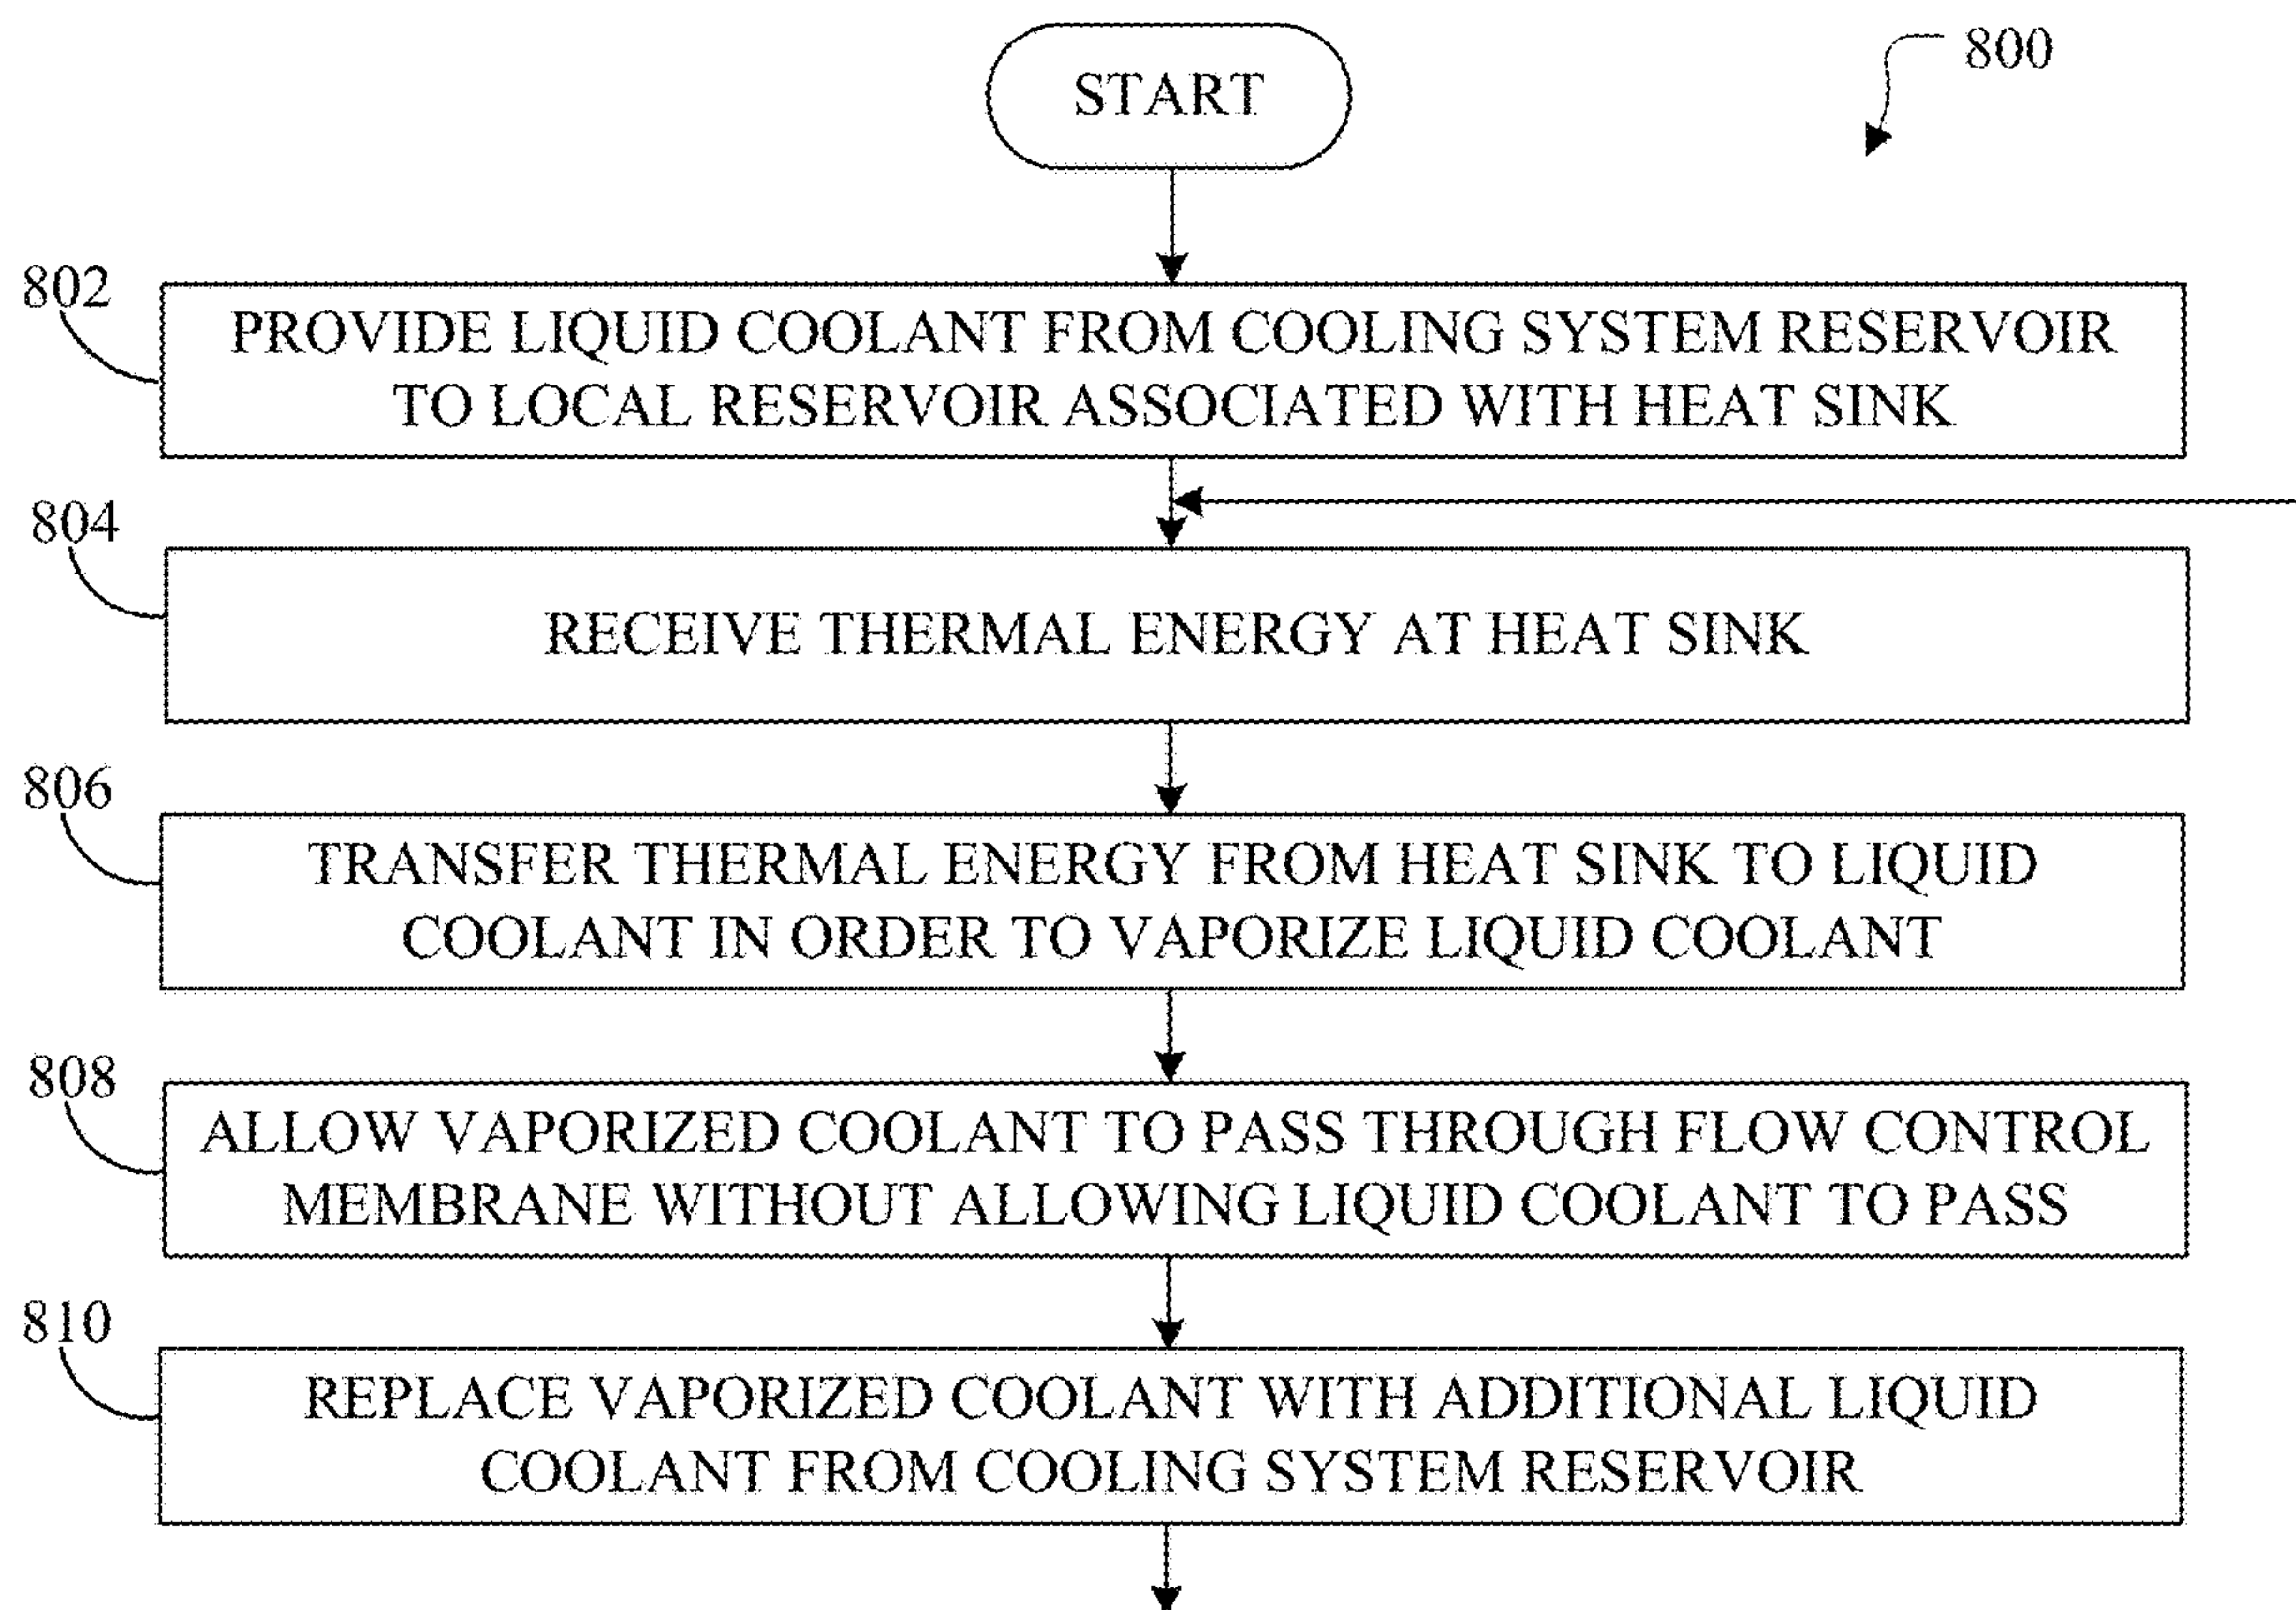 START
800
802
PROVIDE LIQUID COOLANT FROM COOLING SYSTEM RESERVOIR
TO LOCAL RESERVOIR ASSOCIATED WITH HEAT SINK
804
RECEIVE THERMAL ENERGY AT HEAT SINK
806
TRANSFER THERMAL ENERGY FROM HEAT SINK TO LIQUID
COOLANT IN ORDER TO VAPORIZE LIQUID COOLANT
808
ALLOW VAPORIZED COOLANT TO PASS THROUGH FLOW CONTROL
MEMBRANE WITHOUT ALLOWING LIQUID COOLANT TO PASS
810
REPLACE VAPORIZED COOLANT WITH ADDITIONAL LIQUID
COOLANT FROM COOLING SYSTEM RESERVOIR